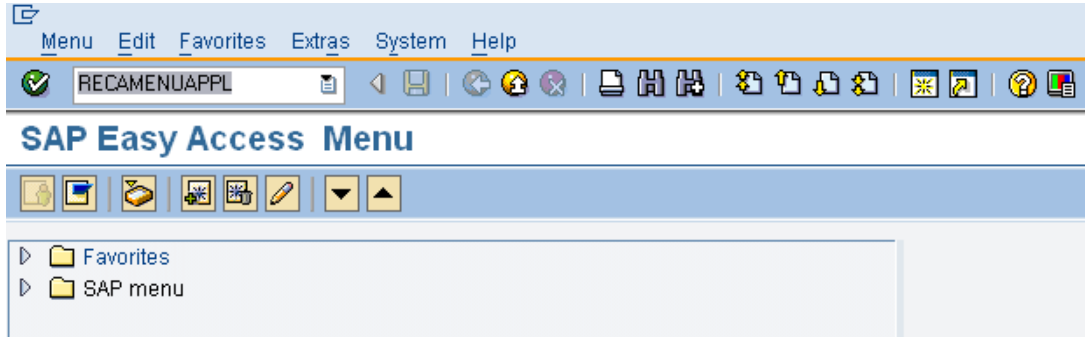 Menu Edit Favorites Extras System Help
RECAMENUAPPL
SAP Easy Access Menu
Favorites
SAP menu